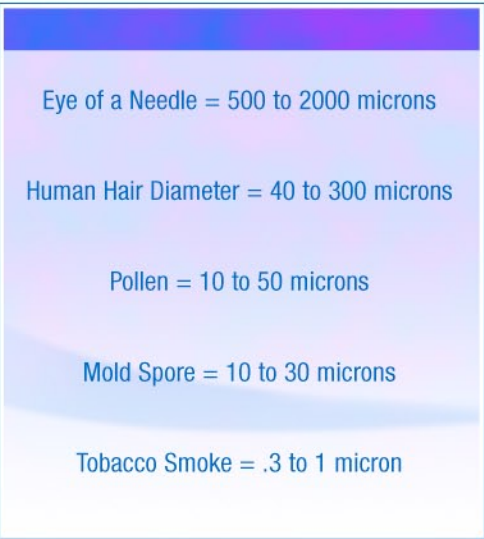 Eye of a Needle = 500 to 2000 microns
Human Hair Diameter = 40 to 300 microns
Pollen = 10 to 50 microns
Mold Spore = 10 to 30 microns
Tobacco Smoke = .3 to 1 micron